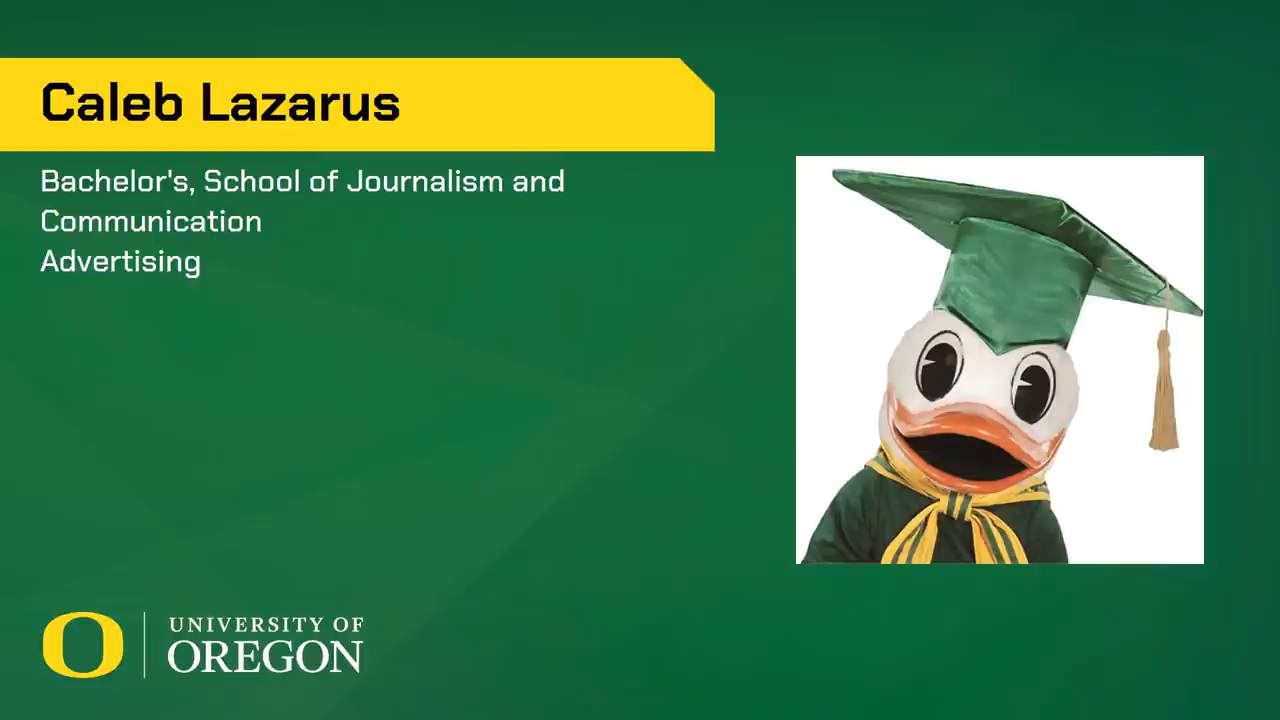 Caleb Lazarus
Bachelor's, School of Journalism and
Communication
Advertising
O
UNIVERSITY OF
OREGON